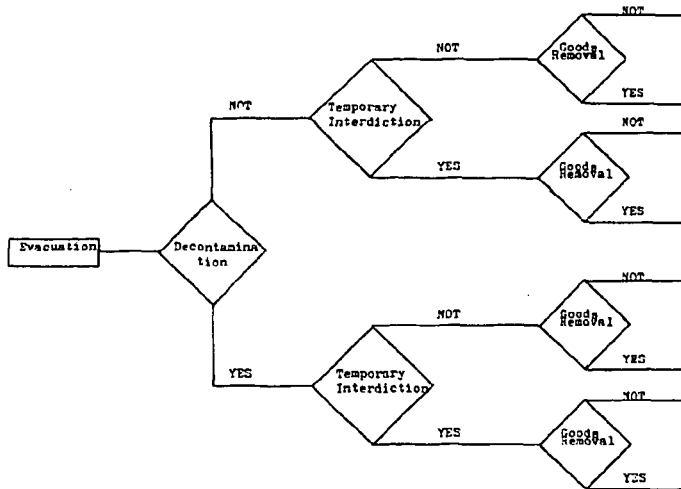 NOT
Goods
Removal
NOT
YES
Temporary
Interdiction
NOT
NOT
YES
Goods
Removal
YES
Evacuation
Decontamina
tion
NOT
Goods
Removal
NOT
YES
YES
Temporary
Interdiction
NOT
YES
Goods
Removal
YES